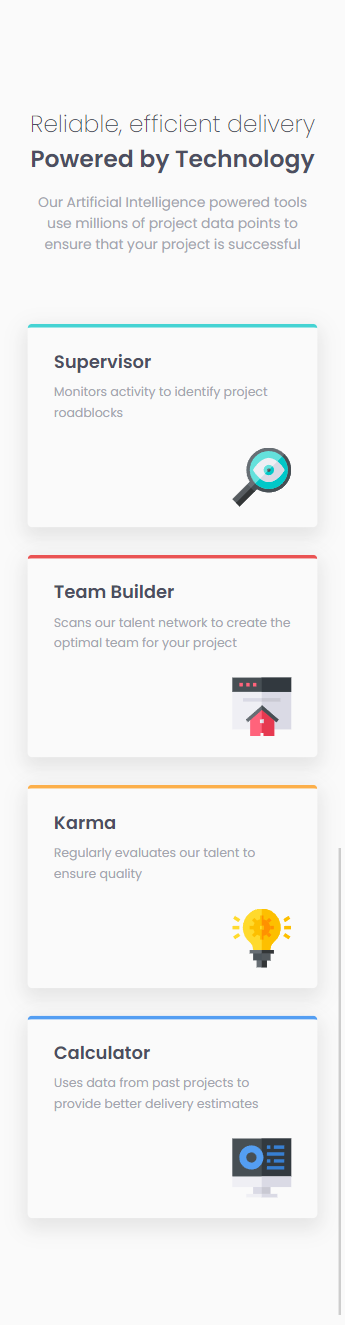 Reliable, efficient delivery
Powered by Technology
Our Artificial Intelligence powered tools
use millions of project data points to
ensure that your project is successful
Supervisor
Monitors activity to identify project
roadblocks
Team Builder
Scans our talent network to create the
optimal team for your project
Karma
Regularly evaluates our talent to
ensure quality
Calculator
Uses data from past projects to
provide better delivery estimates